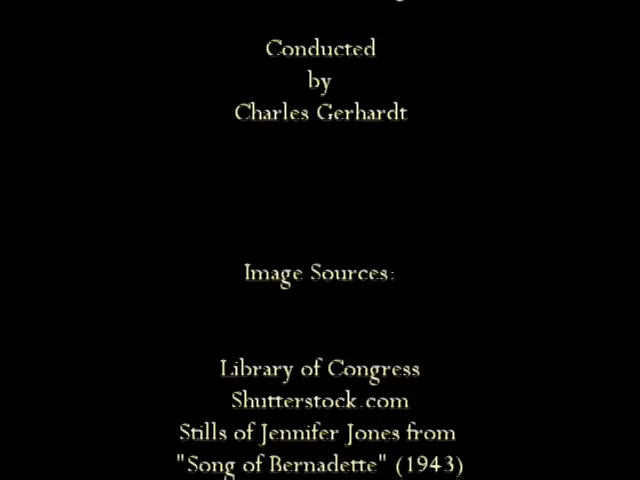 Conducted
by
Charles Gerhardt
Image Sources:
Library of Congress
Shutterstock.com
Stills of Jennifer Jones from
"Song of Bernadette" (1943)